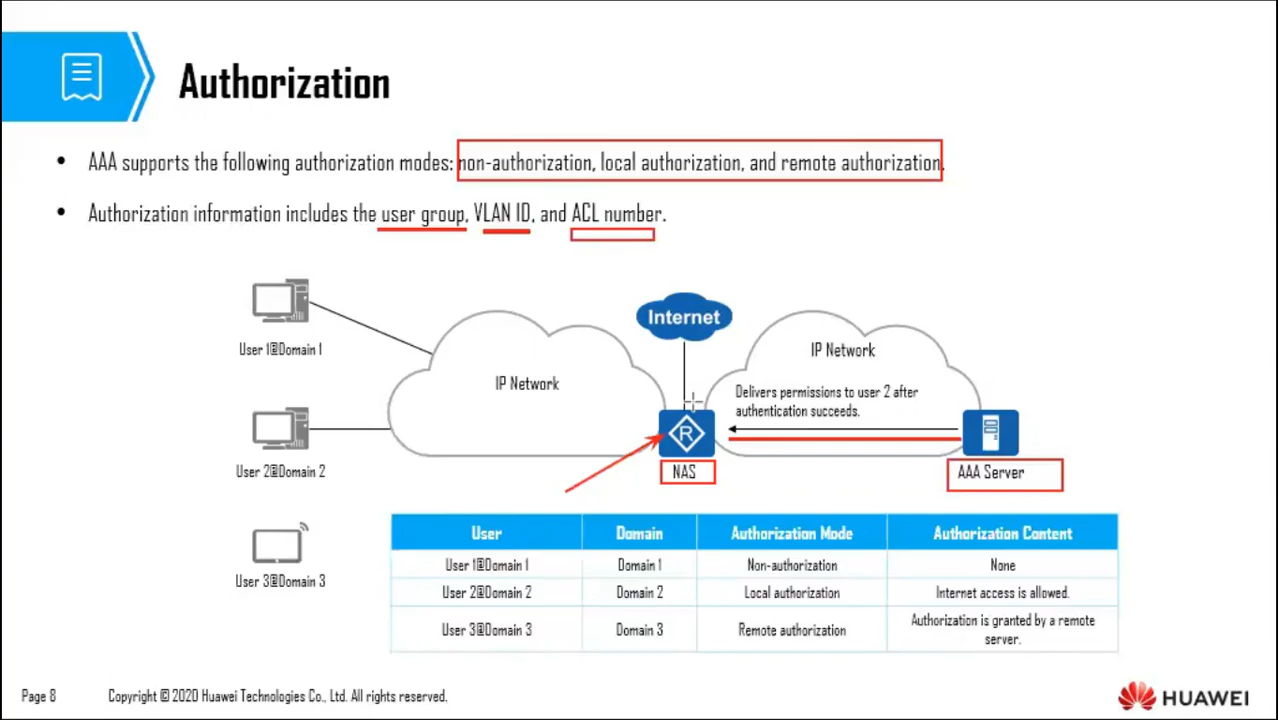 Authorization
• AAA supports the following authorization modes: non-authorization, local authorization, and remote authorization.
• Authorization information includes the user group, VLAN ID, and ACL number.
User 1@Domain 1
User 2@Domain 2
User 3@Domain 3
IP Network
Internet
R
NAS
IP Network
Delivers permissions to user 2 after
authentication succeeds.
AAA Server
User Domain Authorization Mode Authorization Content
User 1@Domain 1 Domain 1 Non-authorization None
User 2@Domain 2 Domain 2 Local authorization Internet access is allowed.
User 3@Domain 3 Domain 3 Remote authorization Authorization is granted by a remote
server.
Page 8 Copyright © 2020 Huawei Technologies Co., Ltd. All rights reserved.
HUAWEI